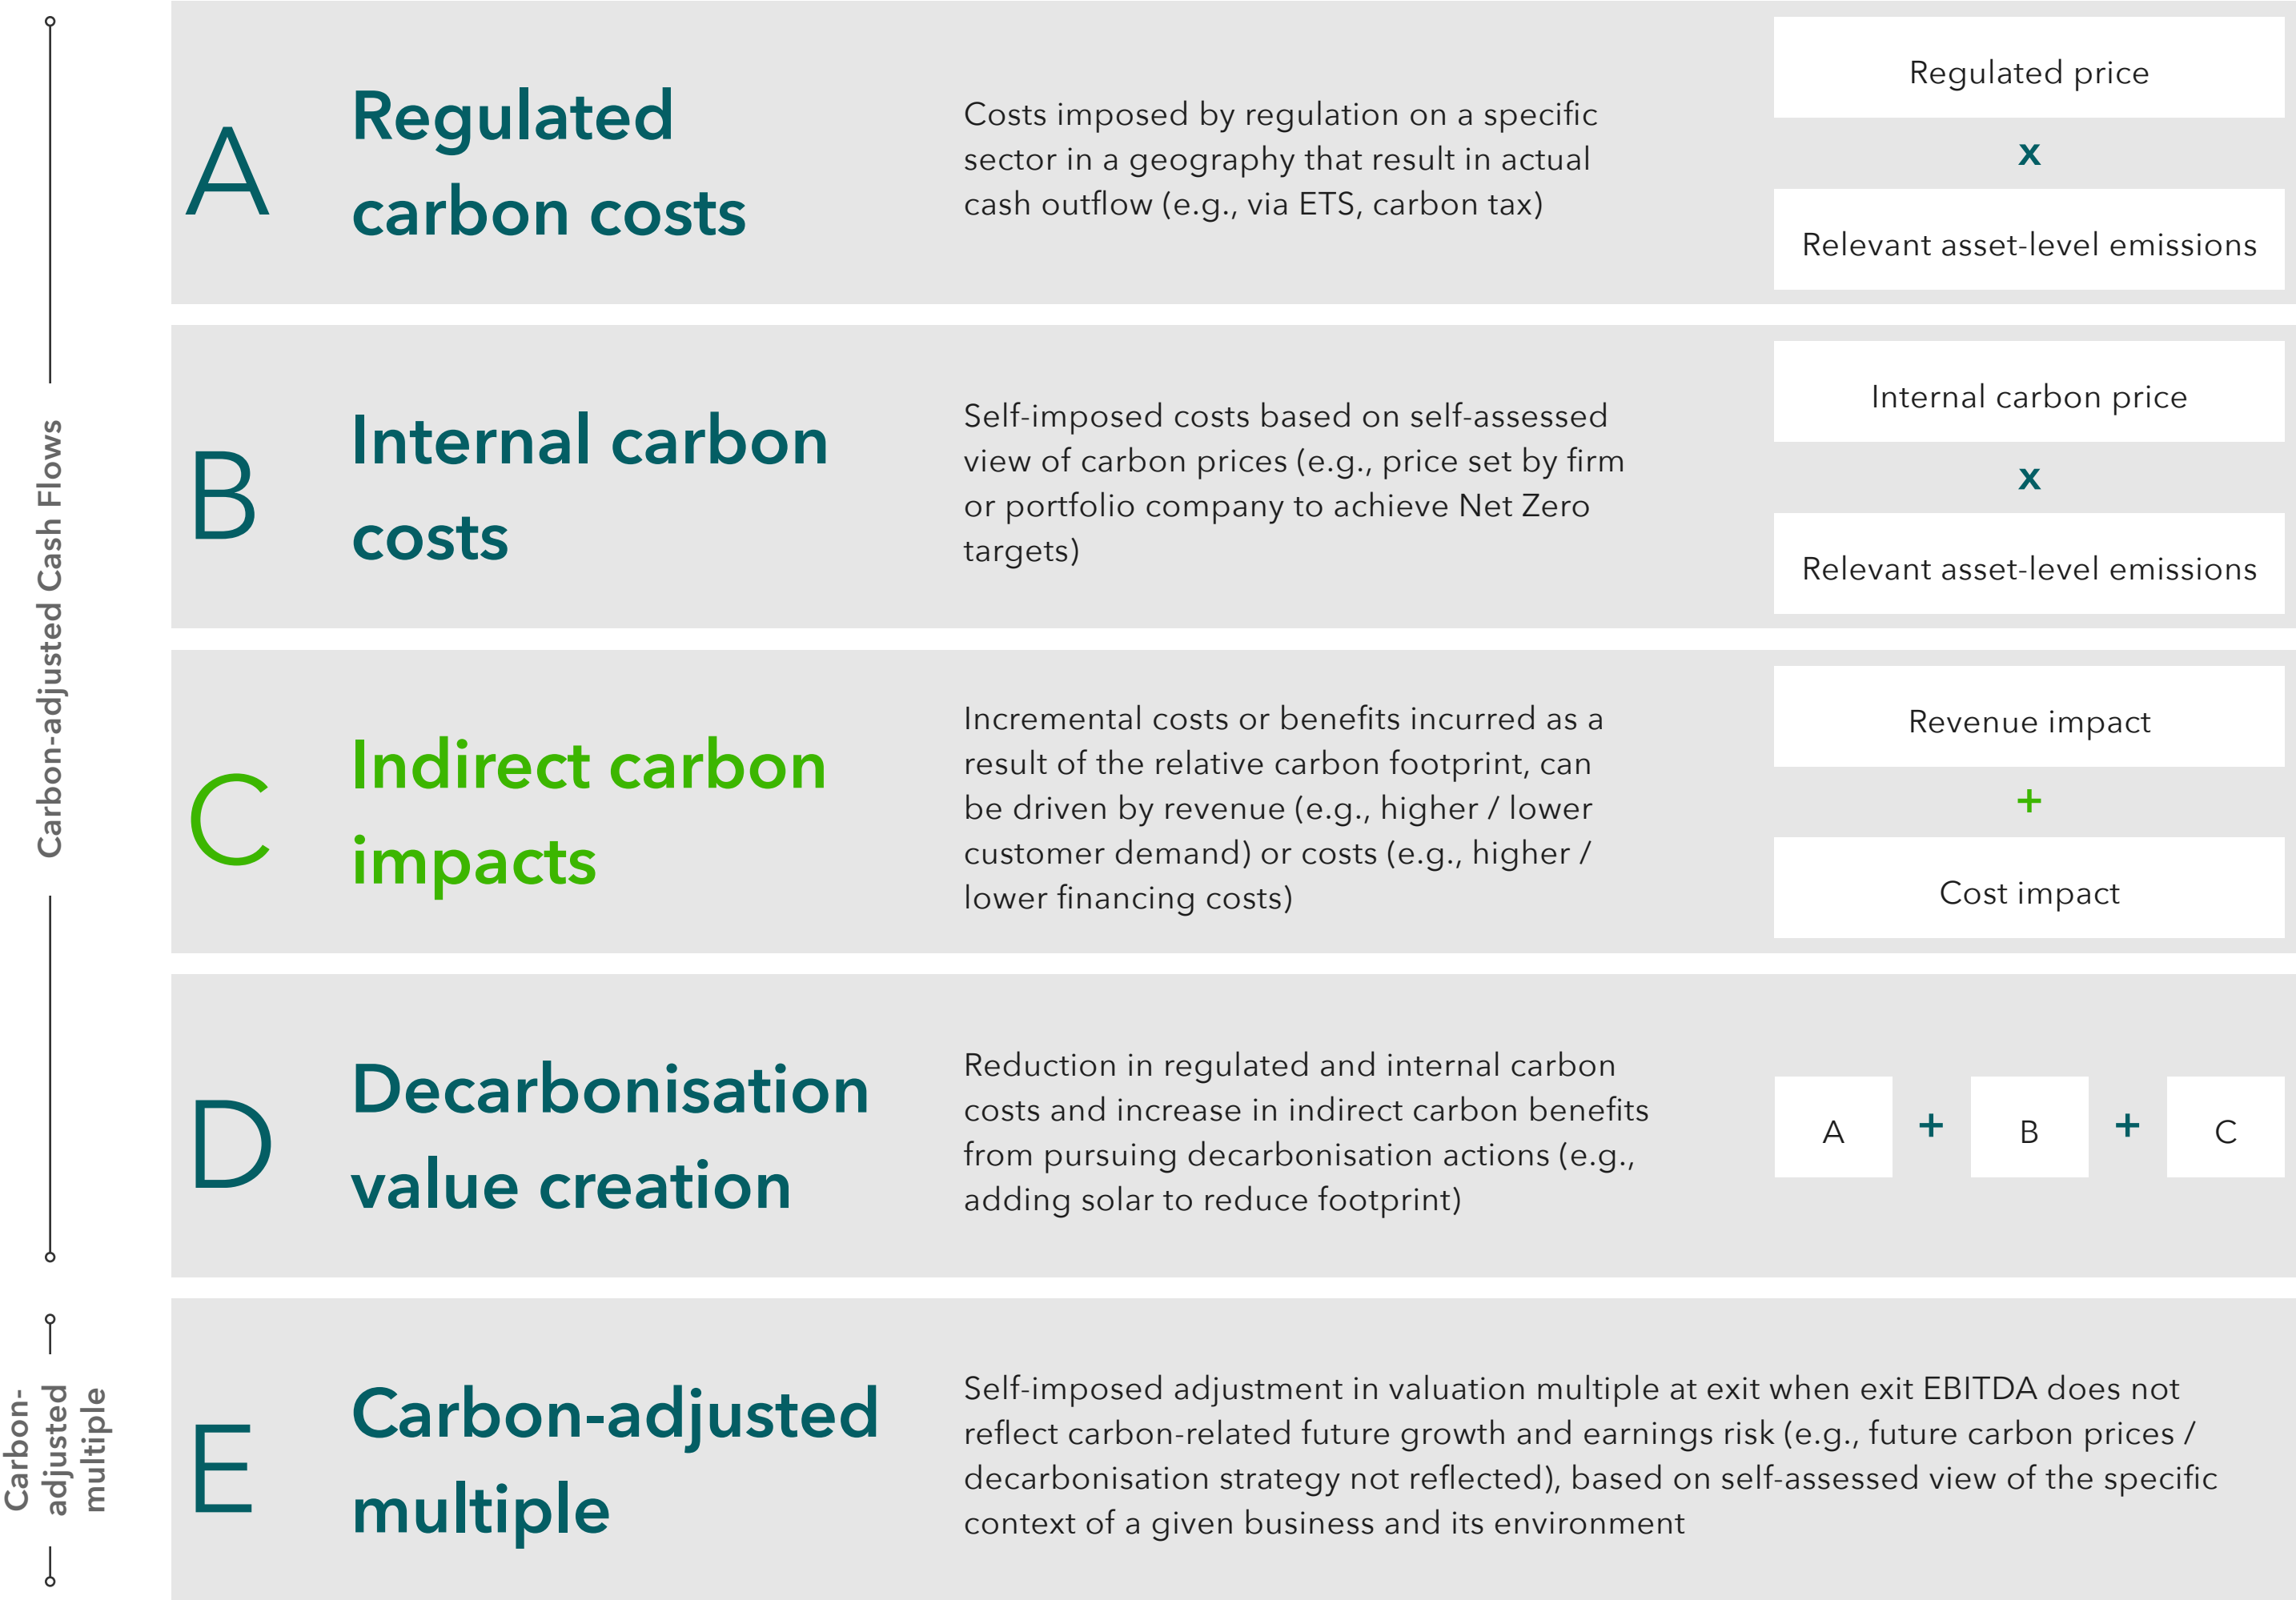 Carbon-adjusted Cash Flows
A
Regulated
carbon costs
Costs imposed by regulation on a specific
sector in a geography that result in actual
cash outflow (e.g., via ETS, carbon tax)
Regulated price
x
Relevant asset-level emissions
B
Internal carbon
costs
Self-imposed costs based on self-assessed
view of carbon prices (e.g., price set by firm
or portfolio company to achieve Net Zero
targets)
Internal carbon price
x
Relevant asset-level emissions
C
Indirect carbon
impacts
Incremental costs or benefits incurred as a
result of the relative carbon footprint, can
be driven by revenue (e.g., higher / lower
customer demand) or costs (e.g., higher /
lower financing costs)
Revenue impact
+
Cost impact
D
Decarbonisation
value creation
Reduction in regulated and internal carbon
costs and increase in indirect carbon benefits
from pursuing decarbonisation actions (e.g.,
adding solar to reduce footprint)
A + B + C
Carbon-
adjusted
multiple
E
Carbon-adjusted
multiple
Self-imposed adjustment in valuation multiple at exit when exit EBITDA does not
reflect carbon-related future growth and earnings risk (e.g., future carbon prices /
decarbonisation strategy not reflected), based on self-assessed view of the specific
context of a given business and its environment